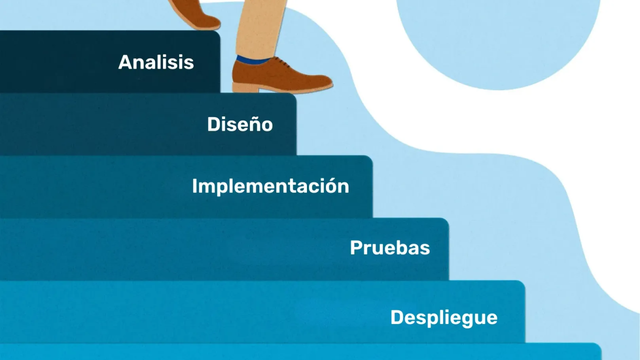 Analisis
Diseño
Implementación
Pruebas
Despliegue